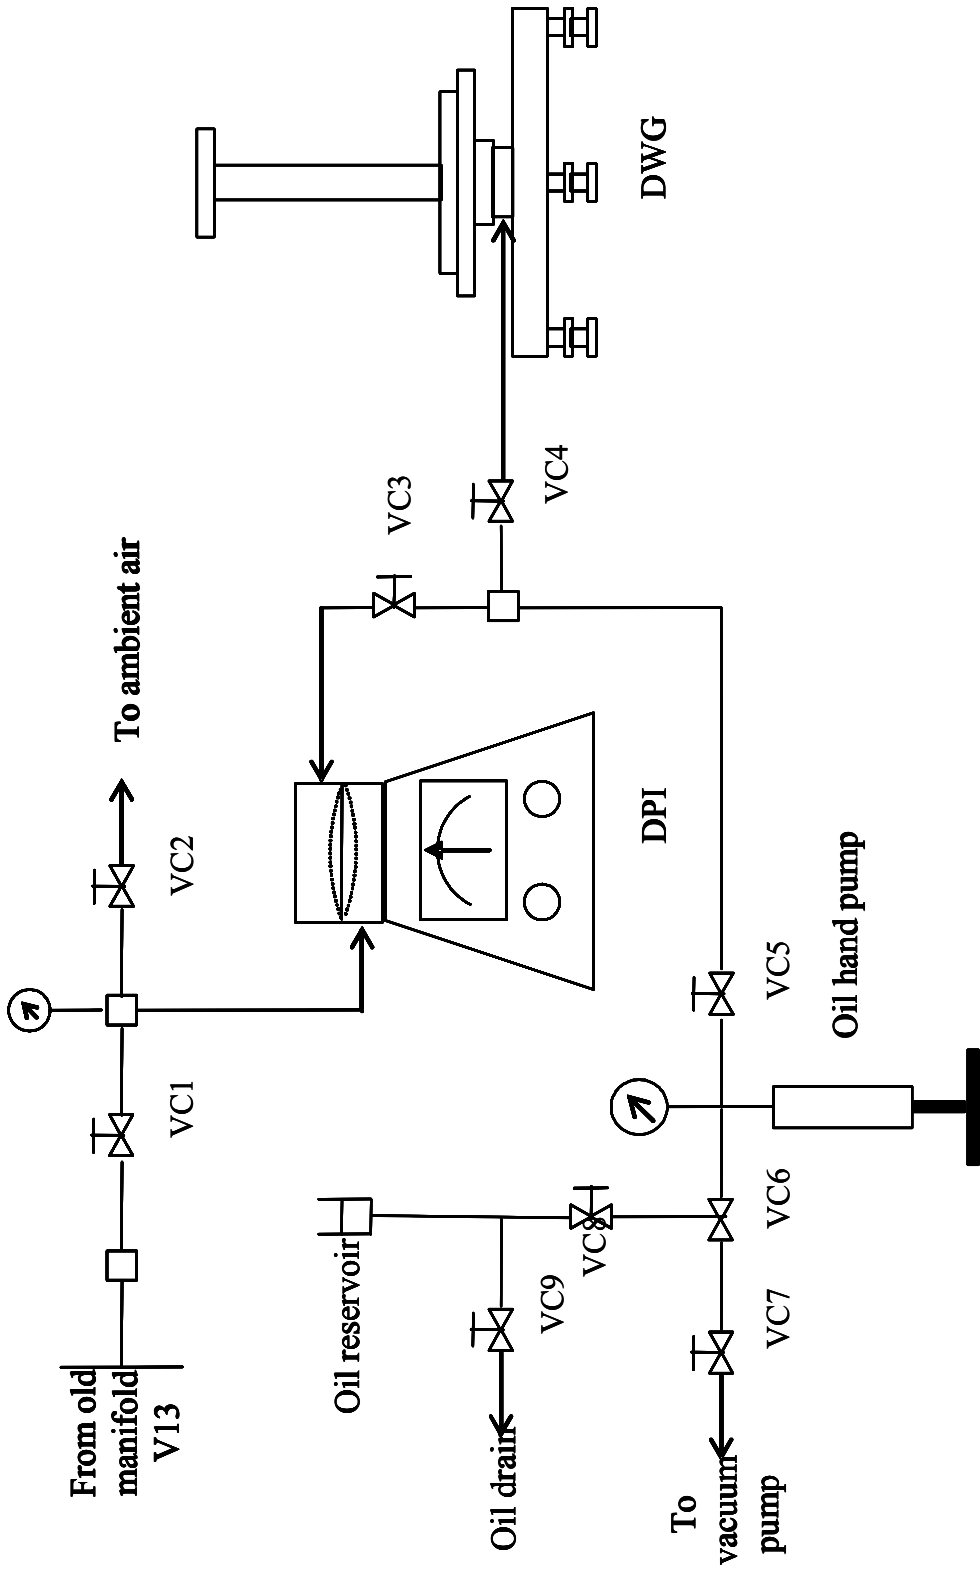 From old
manifold
V13
VC1
VC2
To ambient air
Oil reservoir
VC3
DPI
Oil drain
VC9
VC8
VC4
DWG
To
vacuum
pump
VC7
VC6
VC5
Oil hand pump